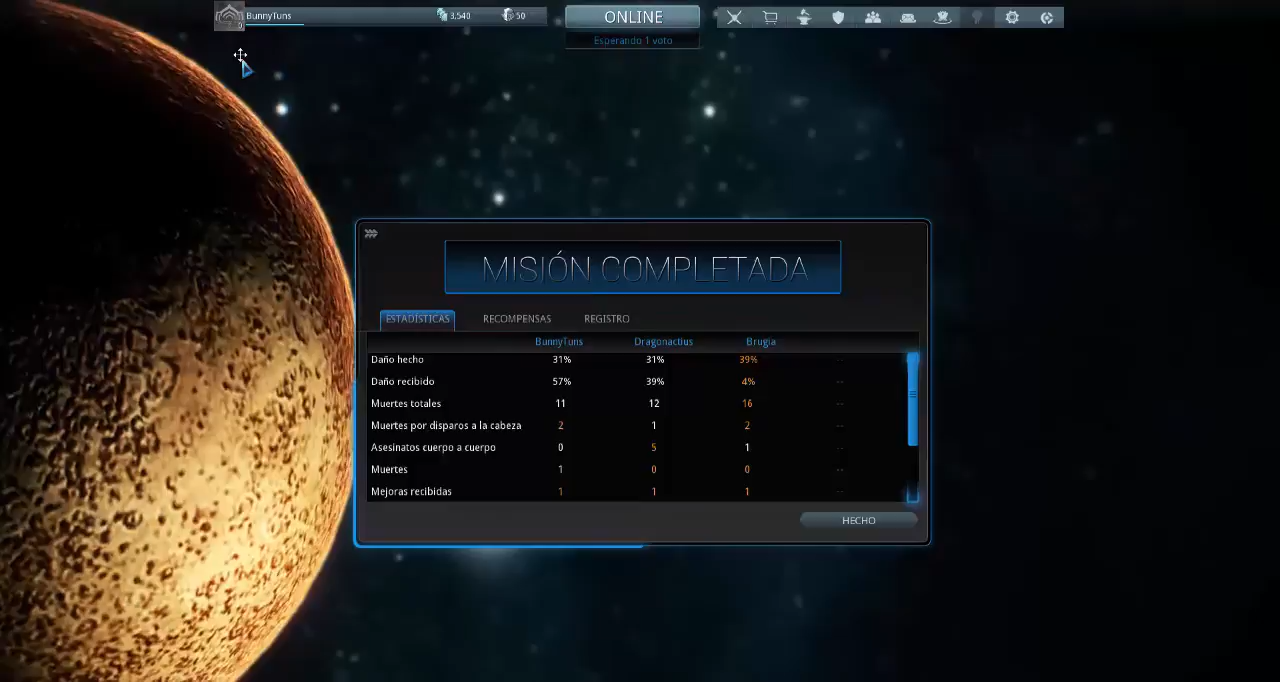 BunnyTuns 3,540 50 ONLINE
Esperando 1 voto
MISIÓN COMPLETADA
ESTADÍSTICAS RECOMPENSAS REGISTRO
BunnyTuns Dragonactius Brugia
Daño hecho 31% 31% 39% --
Daño recibido 57% 39% 4% --
Muertes totales 11 12 16 --
Muertes por disparos a la cabeza 2 1 2 --
Asesinatos cuerpo a cuerpo 0 5 1 --
Muertes 1 0 0 --
Mejoras recibidas 1 1 1 --
HECHO